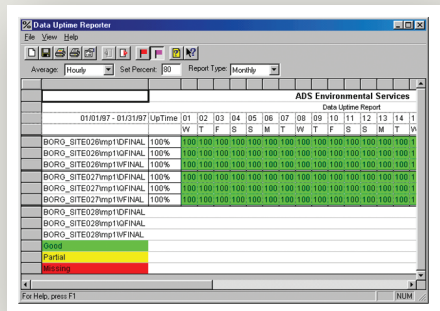 Data Uptime Reporter
File View Help
Average: Hourly Set Percent: 80 Report Type: Monthly
ADS Environmental Services
Data Uptime Report
01/01/97 - 01/31/97 UpTime 01 02 03 04 05 06 07 08 09 10 11 12 13 14 1
W T F S S M T W T F S S M T W
BORG_SITE026\mp1\DFINAL 100% 100 100 100 100 100 100 100 100 100 100 100 100 100 100 1
BORG_SITE026\mp1\QFINAL 100% 100 100 100 100 100 100 100 100 100 100 100 100 100 100 1
BORG_SITE026\mp1\VFINAL 100% 100 100 100 100 100 100 100 100 100 100 100 100 100 100 1
BORG_SITE027\mp1\DFINAL 100% 100 100 100 100 100 100 100 100 100 100 100 100 100 100 1
BORG_SITE027\mp1\QFINAL 100% 100 100 100 100 100 100 100 100 100 100 100 100 100 100 1
BORG_SITE027\mp1\VFINAL 100% 100 100 100 100 100 100 100 100 100 100 100 100 100 100 1
BORG_SITE028\mp1\DFINAL
BORG_SITE028\mp1\QFINAL
BORG_SITE028\mp1\VFINAL
Good
Partial
Missing
For Help, press F1 NUM